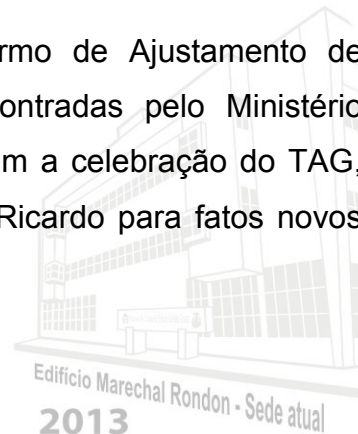 rmo de Ajustamento de
ontradas pelo Ministério
m a celebração do TAG,
Ricardo para fatos novos
Edifício Marechal Rondon - Sede atual
2013